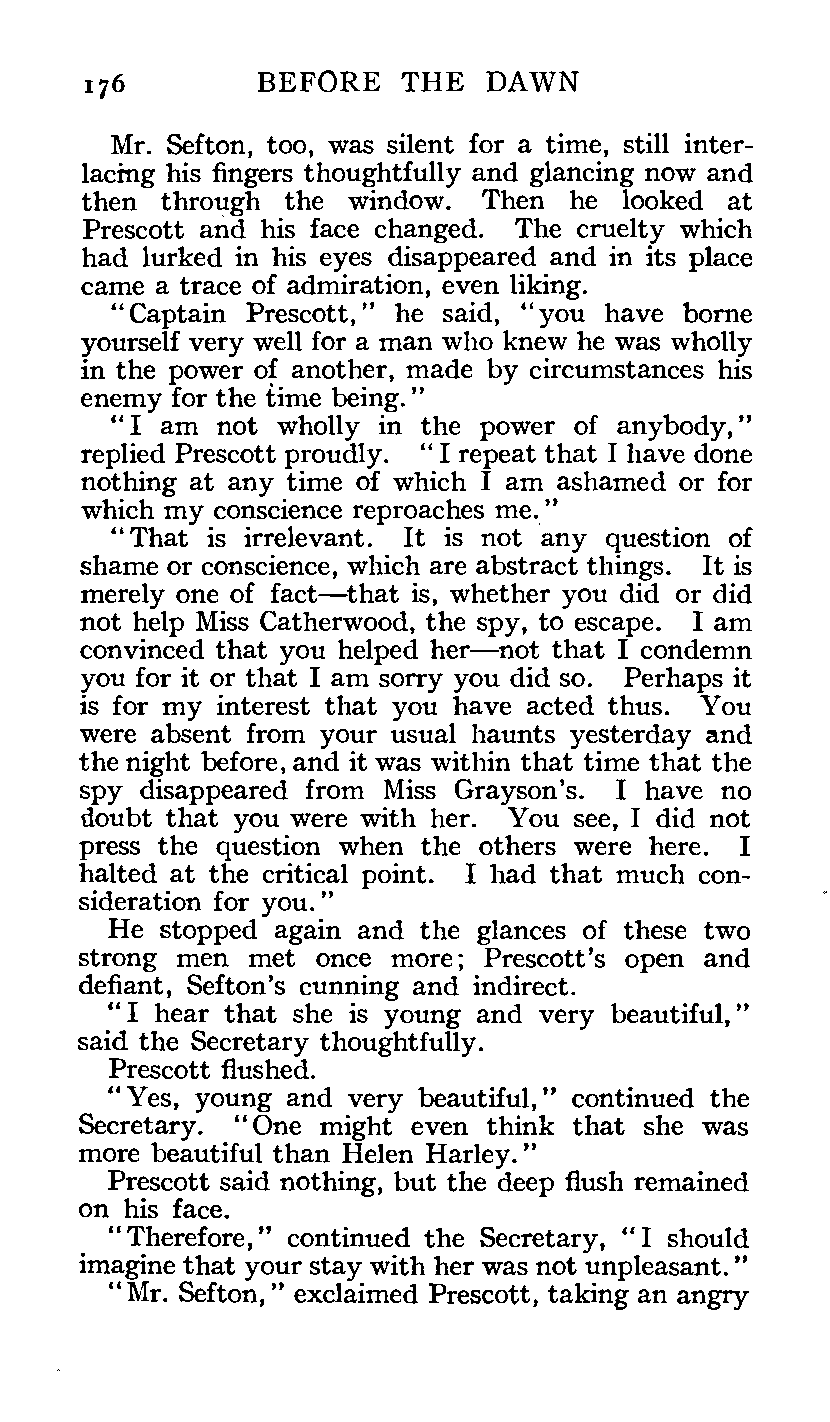 176 BEFORE THE DAWN
Mr. Sefton, too, was silent for a time, still inter-
lacing his fingers thoughtfully and glancing now and
then through the window. Then he looked at
Prescott and his face changed. The cruelty which
had lurked in his eyes disappeared and in its place
came a trace of admiration, even liking.
"Captain Prescott," he said, "you have borne
yourself very well for a man who knew he was wholly
in the power of another, made by circumstances his
enemy for the time being."
"I am not wholly in the power of anybody,"
replied Prescott proudly. "I repeat that I have done
nothing at any time of which I am ashamed or for
which my conscience reproaches me."
"That is irrelevant. It is not any question of
shame or conscience, which are abstract things. It is
merely one of fact—that is, whether you did or did
not help Miss Catherwood, the spy, to escape. I am
convinced that you helped her—not that I condemn
you for it or that I am sorry you did so. Perhaps it
is for my interest that you have acted thus. You
were absent from your usual haunts yesterday and
the night before, and it was within that time that the
spy disappeared from Miss Grayson's. I have no
doubt that you were with her. You see, I did not
press the question when the others were here. I
halted at the critical point. I had that much con-
sideration for you."
He stopped again and the glances of these two
strong men met once more; Prescott's open and
defiant, Sefton's cunning and indirect.
"I hear that she is young and very beautiful,"
said the Secretary thoughtfully.
Prescott flushed.
"Yes, young and very beautiful," continued the
Secretary. "One might even think that she was
more beautiful than Helen Harley."
Prescott said nothing, but the deep flush remained
on his face.
"Therefore," continued the Secretary, "I should
imagine that your stay with her was not unpleasant."
"Mr. Sefton," exclaimed Prescott, taking an angry